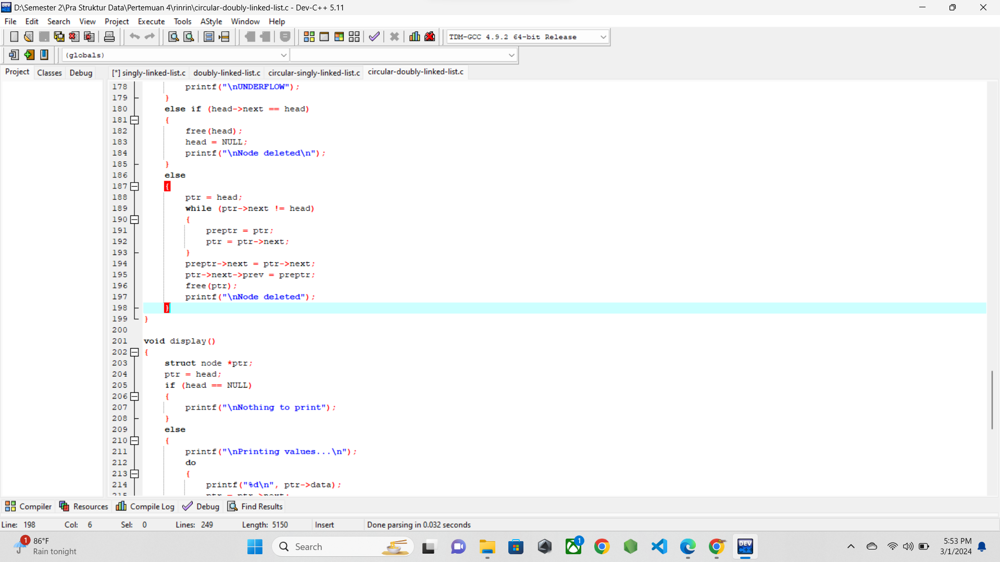 D:\Semester 2\Pra Struktur Data\Pertemuan 4\rinrin\circular-doubly-linked-list.c - Dev-C++ 5.11
File Edit Search View Project Execute Tools AStyle Window Help
TDM-GCC 4.9.2 64-bit Release
(globals)
Project Classes Debug [*] singly-linked-list.c doubly-linked-list.c circular-singly-linked-list.c circular-doubly-linked-list.c
178 printf("\nUNDERFLOW");
179 }
180 else if (head->next == head)
181 {
182 free(head);
183 head = NULL;
184 printf("\nNode deleted\n");
185 }
186 else
187 {
188 ptr = head;
189 while (ptr->next != head)
190 {
191 preptr = ptr;
192 ptr = ptr->next;
193 }
194 preptr->next = ptr->next;
195 ptr->next->prev = preptr;
196 free(ptr);
197 printf("\nNode deleted");
198 }
199 }
200
201 void display()
202 {
203 struct node *ptr;
204 ptr = head;
205 if (head == NULL)
206 {
207 printf("\nNothing to print");
208 }
209 else
210 {
211 printf("\nPrinting values...\n");
212 do
213 {
214 printf("%d\n", ptr->data);
215 ptr = ptr->next;
Compiler Resources Compile Log Debug Find Results
Line: 198 Col: 6 Sel: 0 Lines: 249 Length: 5150 Insert Done parsing in 0.032 seconds
1 86°F
Rain tonight
Search
1
DEV
C++
5:53 PM
3/1/2024